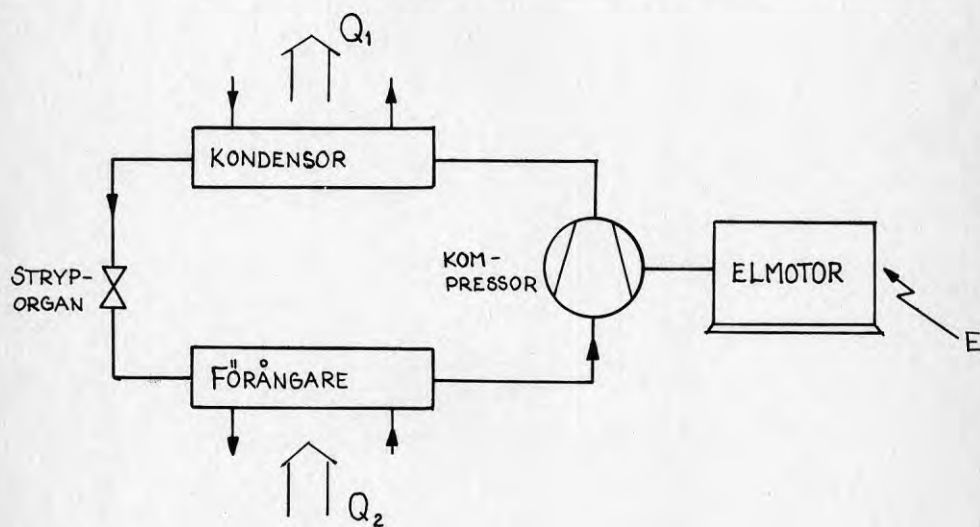 Q1
KONDENSOR
STRYP-
ORGAN
KOM-
PRESSOR
ELMOTOR
E
FÖRÅNGARE
Q2